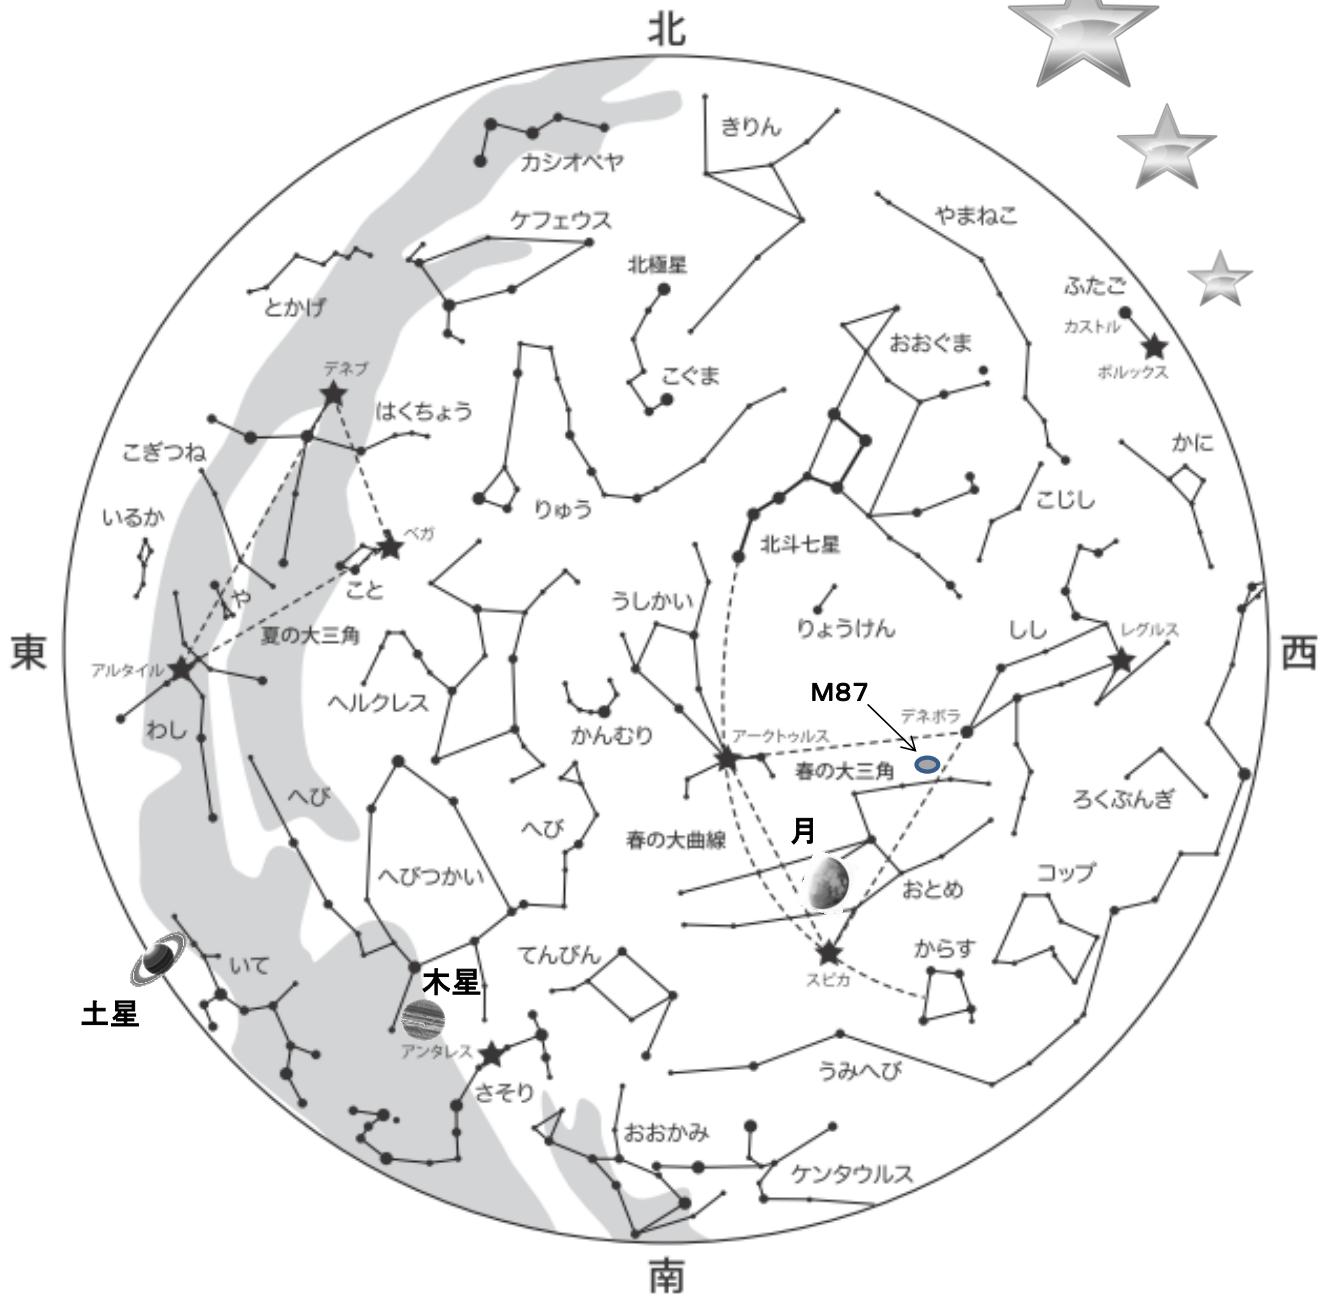 北
きりん
カシオペヤ
やまねこ
ケフェウス
北極星
ふたご
とかげ
カストル
おおぐま
デネブ
ポルックス
こぐま
はくちょう
こぎつね
かに
いるか
りゅう
こじし
ベガ
北斗七星
こと
や
うしかい
りょうけん
夏の大三角
しし
レグルス
東
西
アルタイル
ヘルクレス
M87
デネボラ
わし
かんむり
アークトゥルス
春の大三角
へび
ろくぶんぎ
へび
春の大曲線
月
へびつかい
コップ
おとめ
てんびん
からす
いて
木星
スピカ
土星
アンタレス
うみへび
さそり
おおかみ
ケンタウルス
南